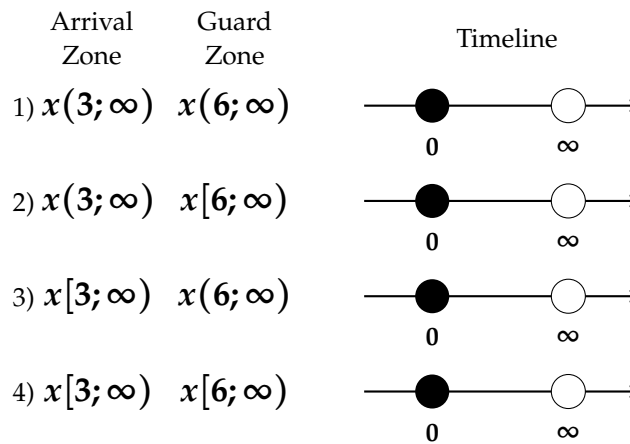 Arrival Zone Guard Zone Timeline
1) x(3; ∞) x(6; ∞)
0 ∞
2) x(3; ∞) x[6; ∞)
0 ∞
3) x[3; ∞) x(6; ∞)
0 ∞
4) x[3; ∞) x[6; ∞)
0 ∞